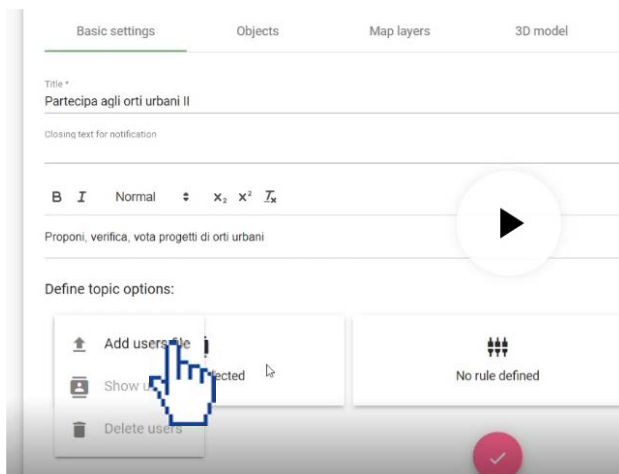 Basic settings Objects Map layers 3D model
Title *
Partecipa agli orti urbani II
Closing text for notification
B I Normal x₂ x² Tx
Proponi, verifica, vota progetti di orti urbani
Define topic options:
Add users file
Show
No rule defined
Delete users